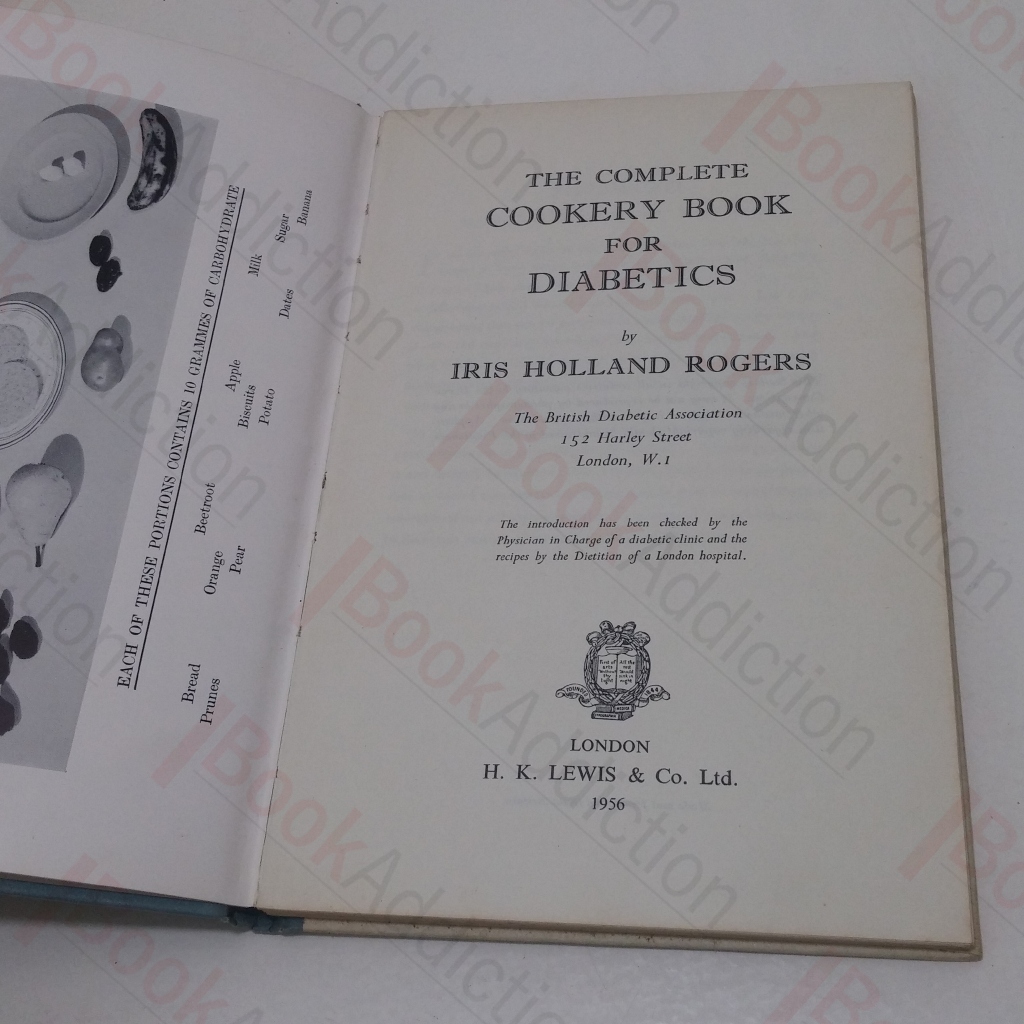 EACH OF THESE PORTIONS CONTAINS 10 GRAMMES OF CARBOHYDRATE
Bread Orange Beetroot Apple Milk Sugar
Prunes Pear Biscuits Dates Banana
Potato
THE COMPLETE
COOKERY BOOK
FOR
DIABETICS
by
IRIS HOLLAND ROGERS
The British Diabetic Association
152 Harley Street
London, W.1
The introduction has been checked by the
Physician in Charge of a diabetic clinic and the
recipes by the Dietitian of a London hospital.
FOUNDED 1844
LONDON
H. K. LEWIS & Co. Ltd.
1956
BookAddiction